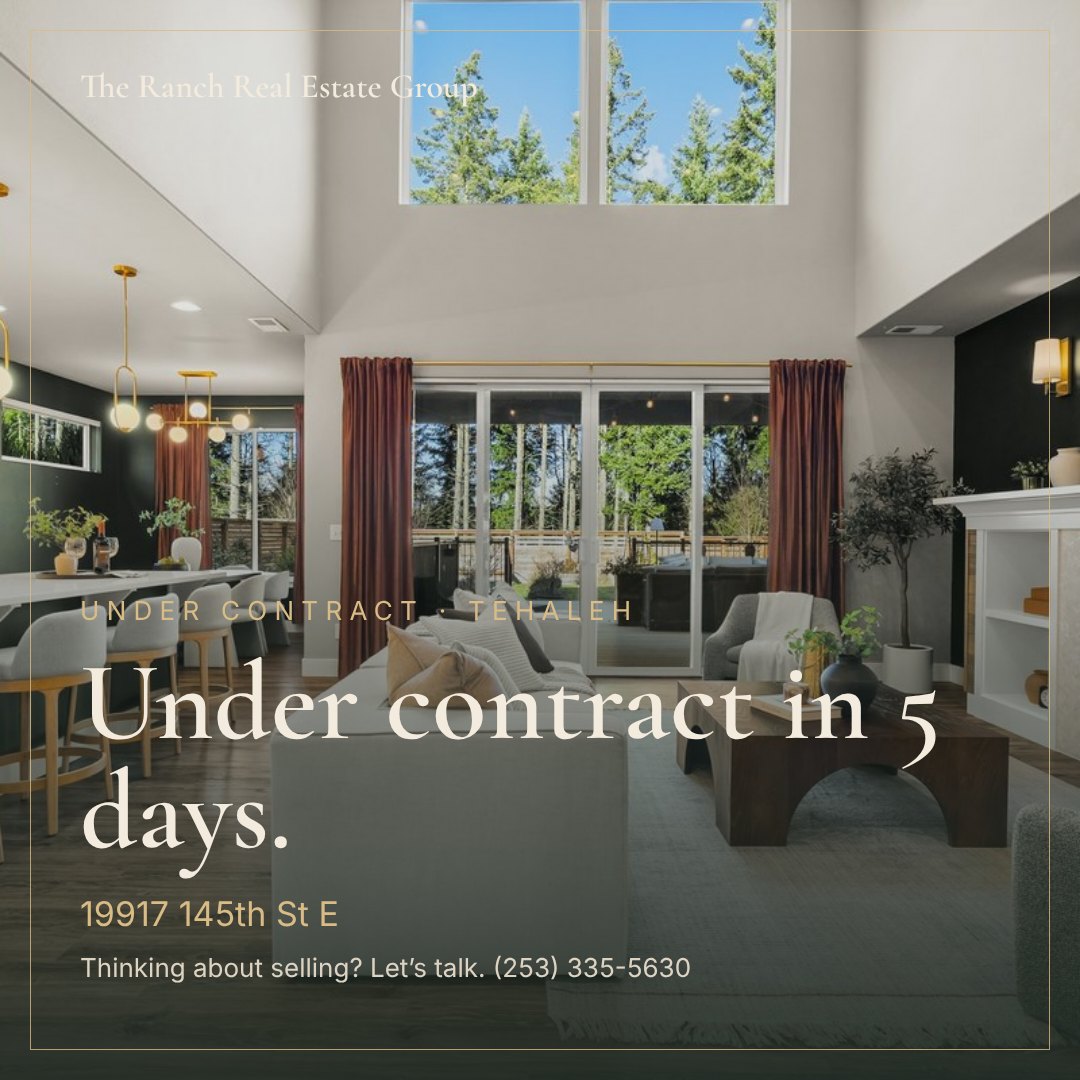 The Ranch Real Estate Group
UNDER CONTRACT · TEHALEH
Under contract in 5
days.
19917 145th St E
Thinking about selling? Let’s talk. (253) 335-5630